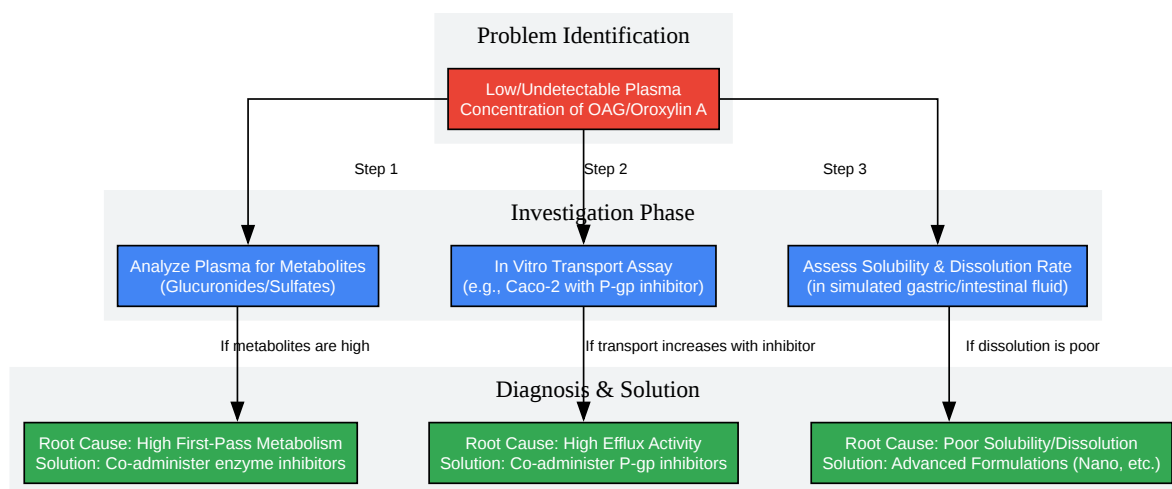 Problem Identification
Low/Undetectable Plasma
Concentration of OAG/Oroxylin A
Step 1
Step 2
Step 3
Investigation Phase
Analyze Plasma for Metabolites
(Glucuronides/Sulfates)
In Vitro Transport Assay
(e.g., Caco-2 with P-gp inhibitor)
Assess Solubility & Dissolution Rate
(in simulated gastric/intestinal fluid)
If metabolites are high
If transport increases with inhibitor
If dissolution is poor
Diagnosis & Solution
Root Cause: High First-Pass Metabolism
Solution: Co-administer enzyme inhibitors
Root Cause: High Efflux Activity
Solution: Co-administer P-gp inhibitors
Root Cause: Poor Solubility/Dissolution
Solution: Advanced Formulations (Nano, etc.)